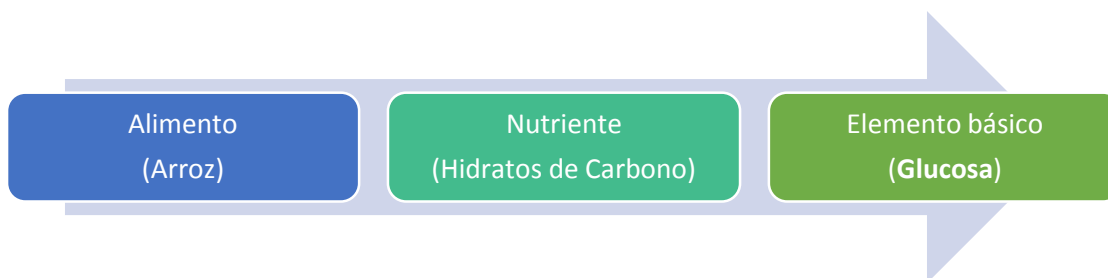 Alimento
(Arroz)
Nutriente
(Hidratos de Carbono)
Elemento básico
(Glucosa)